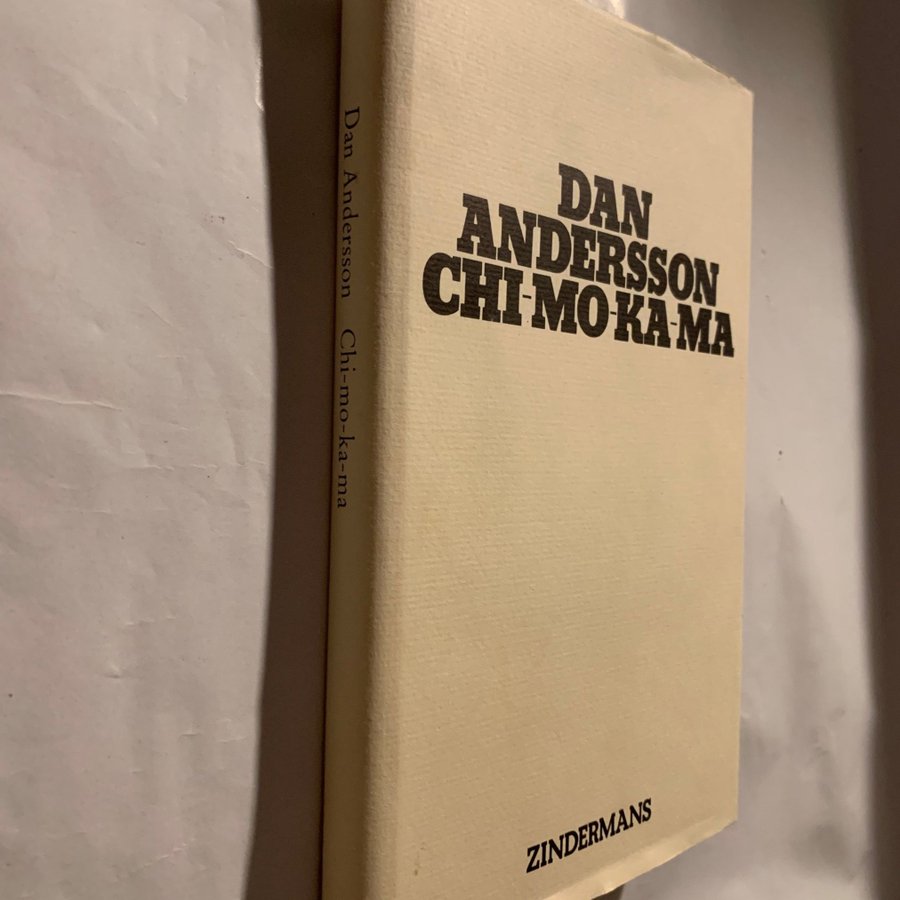 Dan Andersson Chi-mo-ka-ma
DAN
ANDERSSON
CHI-MO-KA-MA
ZINDERMANS